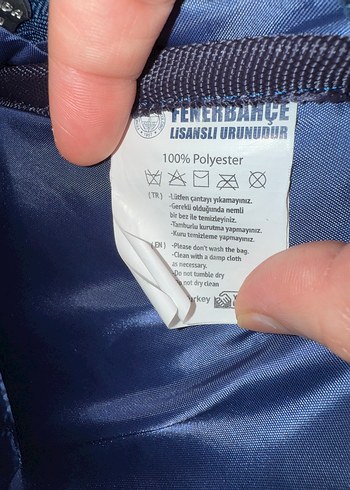 FENERBAHÇE
LİSANSLI ÜRÜNÜDÜR
100% Polyester
(TR) -Lütfen çantayı yıkamayınız.
-Gerekli olduğunda nemli
bir bez ile temizleyiniz.
-Tamburlu kurutma yapmayınız.
-Kuru temizleme yapmayınız.
(EN) -Please don't wash the bag.
-Clean with a damp cloth
as necessary.
-Do not tumble dry
not dry clean